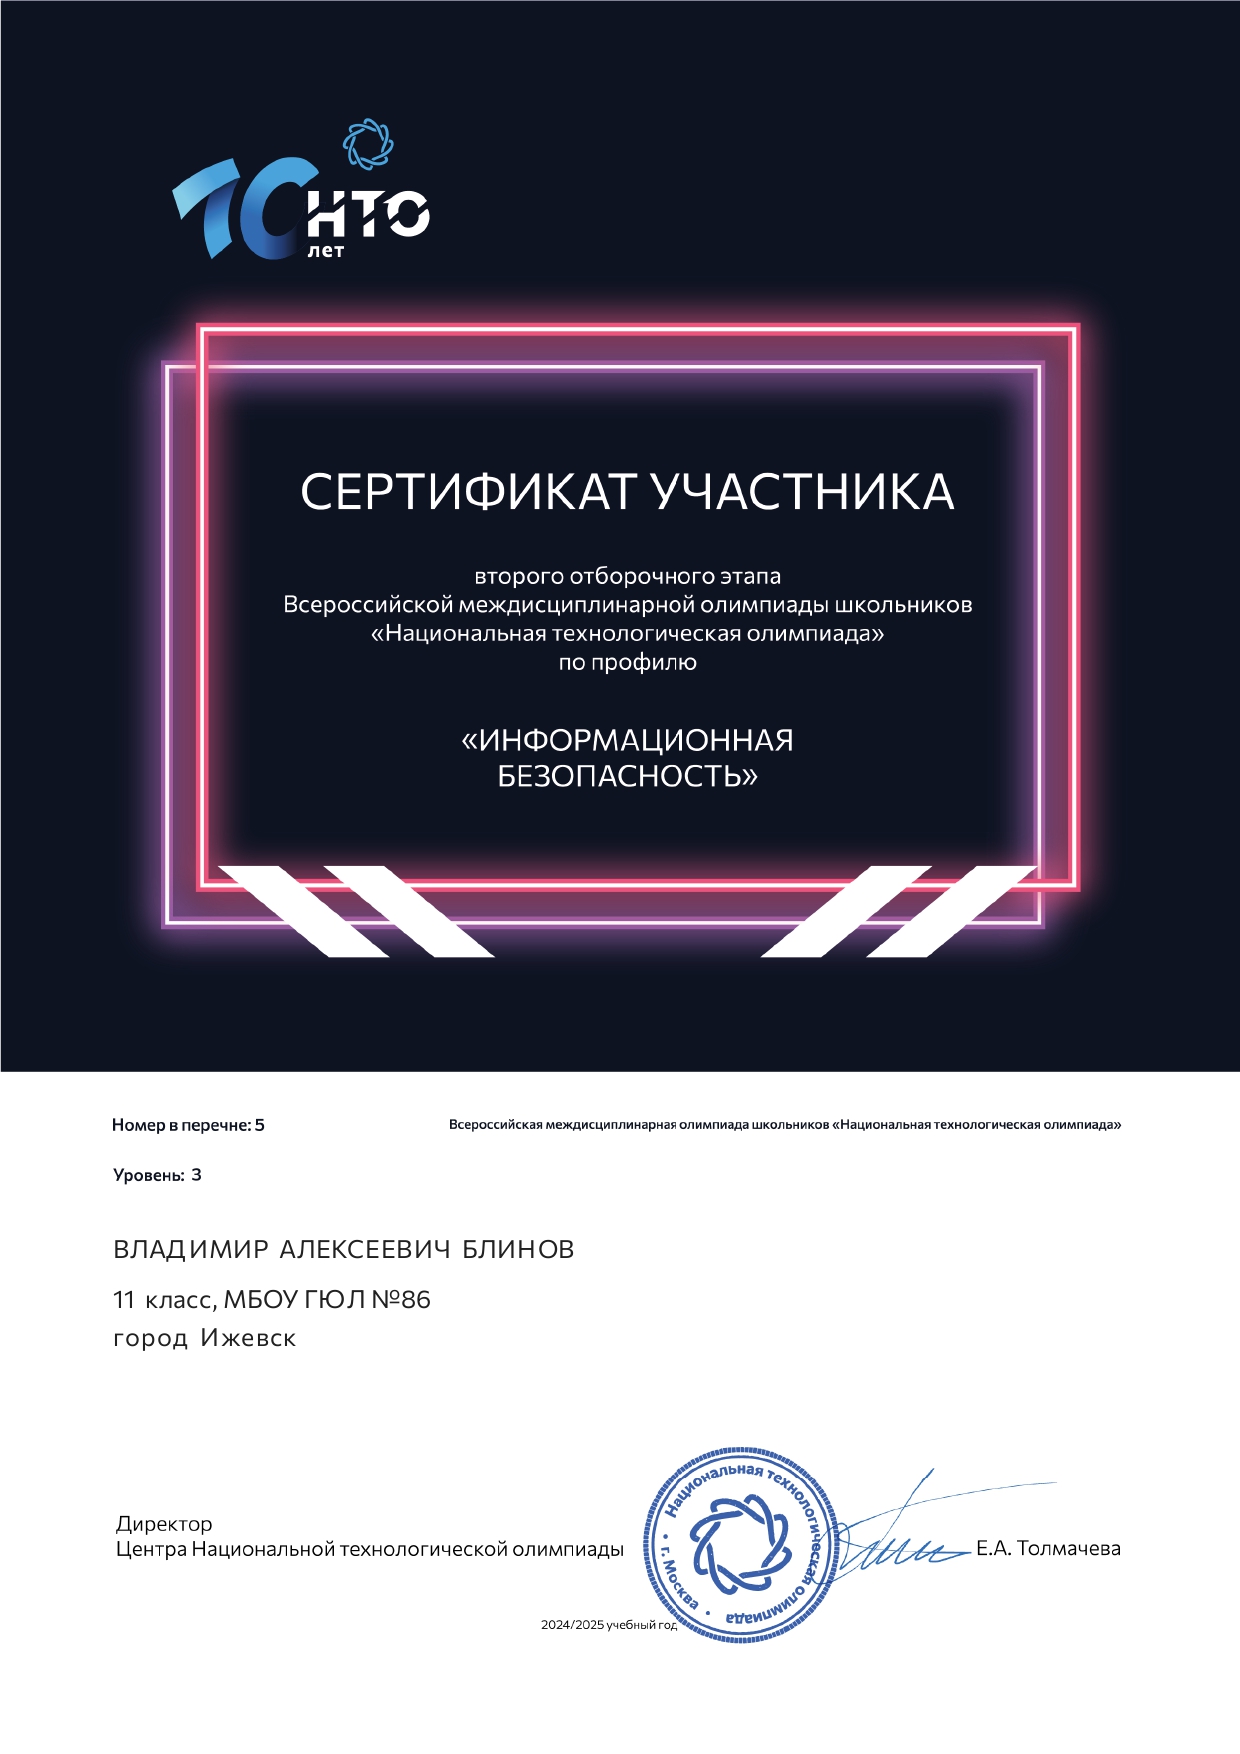 10 НТО
лет
СЕРТИФИКАТ УЧАСТНИКА
второго отборочного этапа
Всероссийской междисциплинарной олимпиады школьников
«Национальная технологическая олимпиада»
по профилю
«ИНФОРМАЦИОННАЯ
БЕЗОПАСНОСТЬ»
Номер в перечне: 5
Всероссийская междисциплинарная олимпиада школьников «Национальная технологическая олимпиада»
Уровень: 3
ВЛАДИМИР АЛЕКСЕЕВИЧ БЛИНОВ
11 класс, МБОУ ГЮЛ №86
город Ижевск
Директор
Центра Национальной технологической олимпиады
Национальная технологическая олимпиада • г. Москва •
Е.А. Толмачева
2024/2025 учебный год